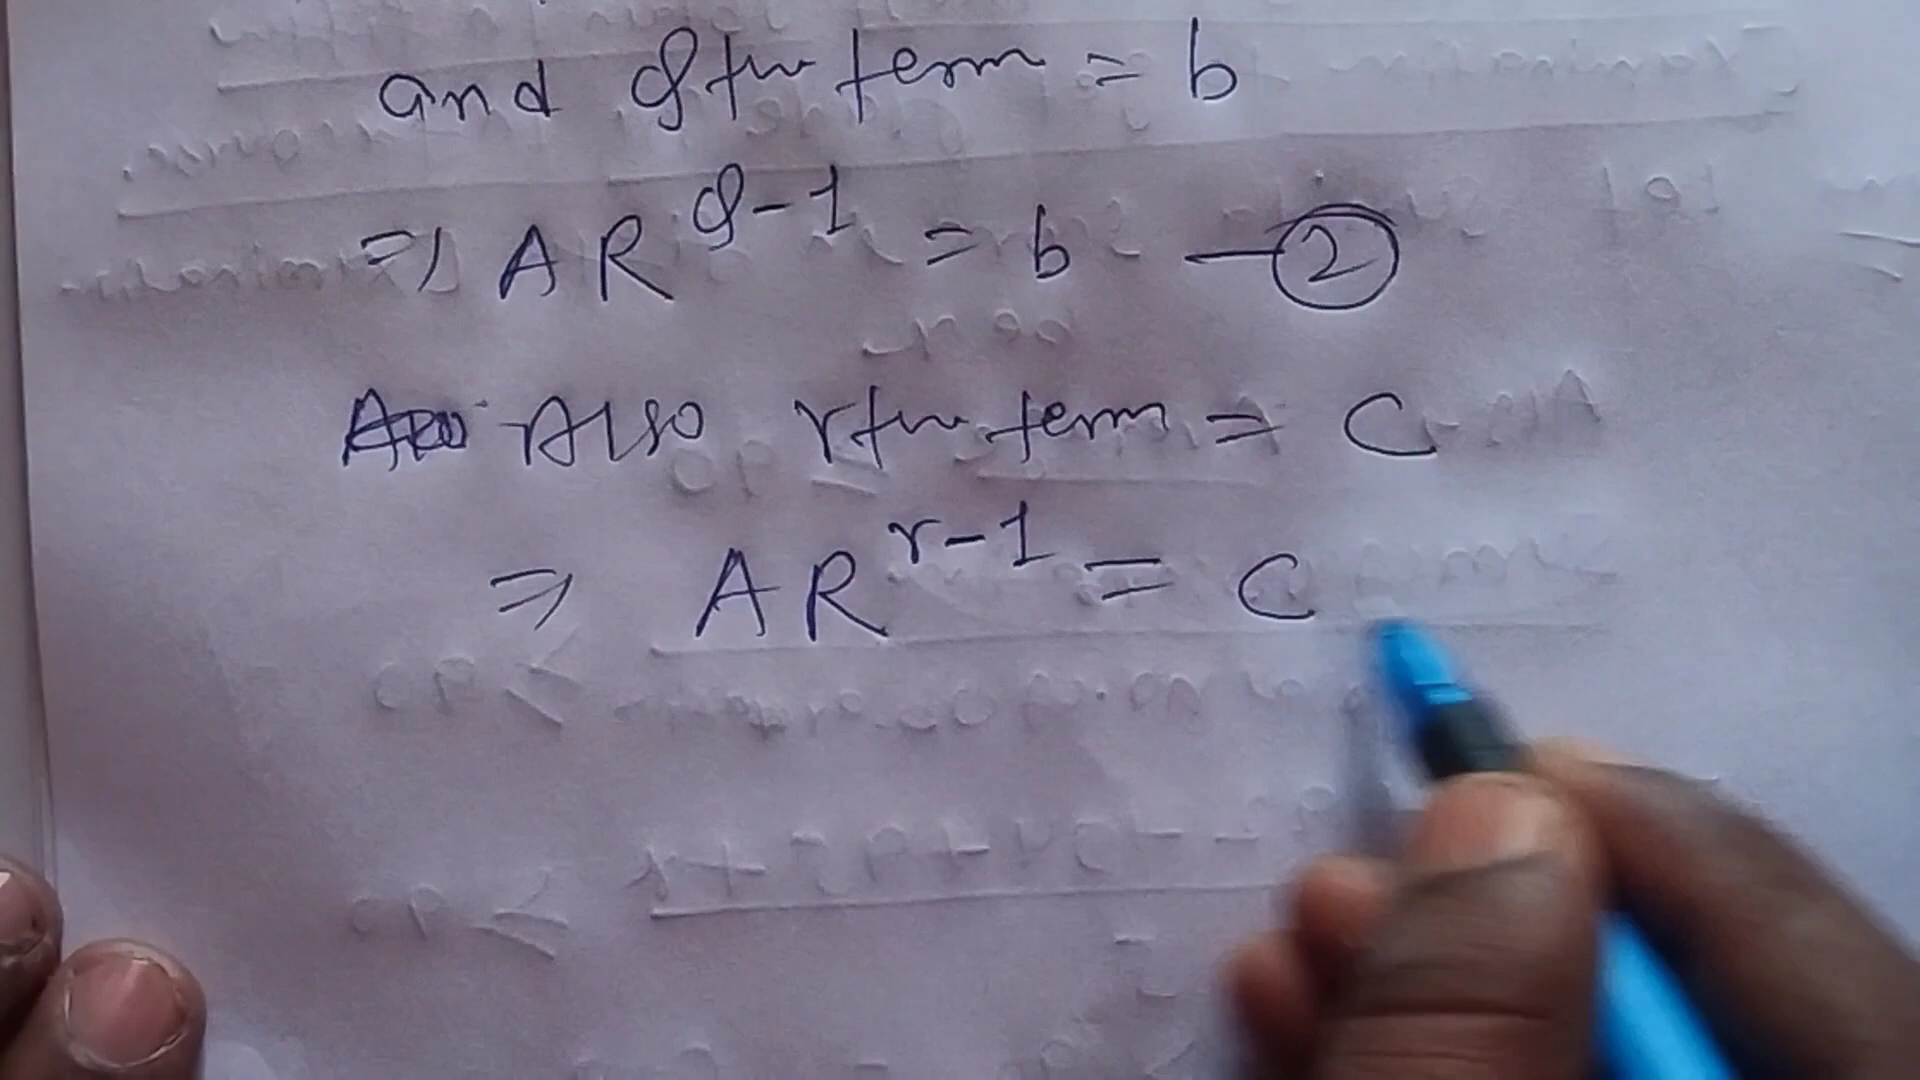 and qth term = b
⇒ AR^q-1 = b —②
Also rth term = C
⇒ AR^r-1 = C